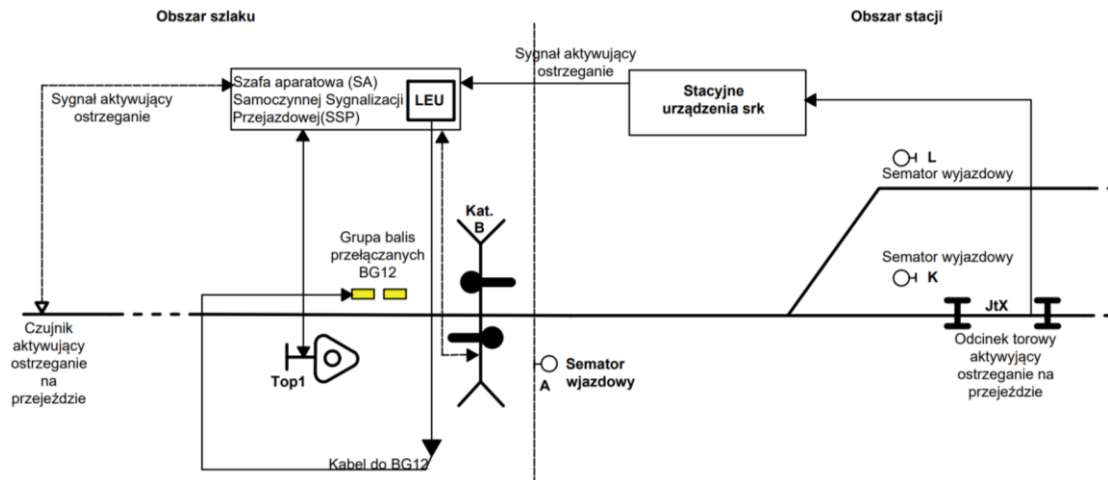 Obszar szlaku
Obszar stacji
Sygnał aktywujący
ostrzeganie
Szafa aparatowa (SA)
Samoczynnej Sygnalizacji
Przejazdowej(SSP)
LEU
Sygnał aktywujący
ostrzeganie
Stacyjne
urządzenia srk
L
Semator wyjazdowy
Kat.
B
Grupa balis
przełączanych
BG12
Semator wyjazdowy
K
JtX
Czujnik
aktywujący
ostrzeganie
na
przejeździe
Top1
Semator
wjazdowy
A
Odcinek torowy
aktywyjący
ostrzeganie na
przejeździe
Kabel do BG12